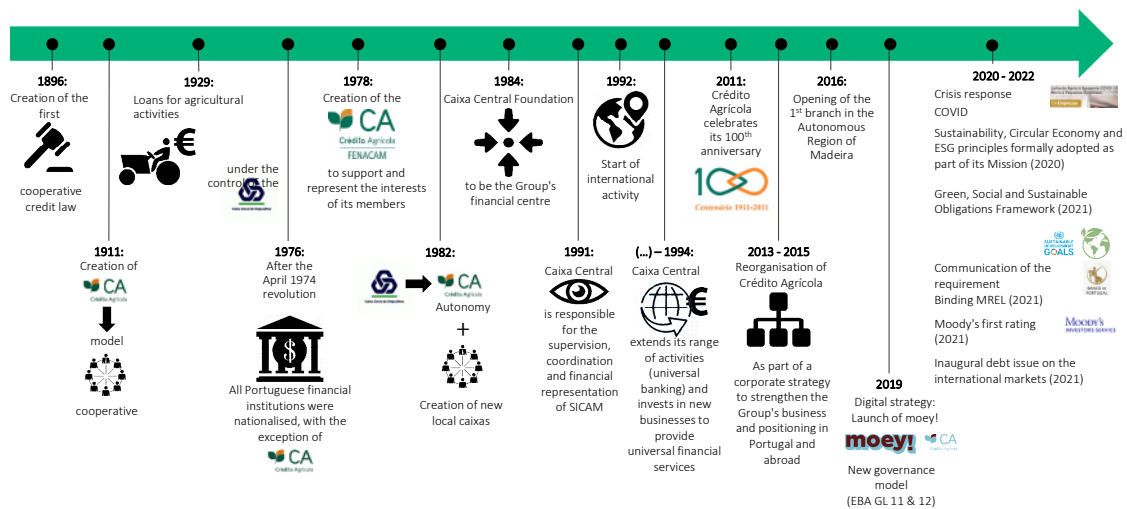 1896:
Creation of the
first
cooperative
credit law
1911:
Creation of
CA
Crédito Agrícola
model
cooperative
1929:
Loans for agricultural
activities
€
under the
control of the
1976:
After the
April 1974
revolution
$
All Portuguese financial
institutions were
nationalised, with the
exception of
CA
Crédito Agrícola
1978:
Creation of the
CA
Crédito Agrícola
FENACAM
to support and
represent the interests
of its members
1982:
CA
Crédito Agrícola
Autonomy
+
Creation of new
local caixas
1984:
Caixa Central Foundation
to be the Group's
financial centre
1991:
Caixa Central
is responsible
for the
supervision,
coordination
and financial
representation
of SICAM
1992:
Start of
international
activity
(...) – 1994:
Caixa Central
€
extends its range
of activities
(universal
banking) and
invests in new
businesses to
provide
universal financial
services
2011:
Crédito
Agrícola
celebrates
its 100th
anniversary
100
Centenário 1911-2011
2013 - 2015
Reorganisation of
Crédito Agrícola
As part of a
corporate strategy
to strengthen the
Group's business
and positioning in
Portugal and
abroad
2016:
Opening of the
1st branch in the
Autonomous
Region of
Madeira
2019
Digital strategy:
Launch of moey!
moey! CA
New governance
model
(EBA GL 11 & 12)
2020 - 2022
Crisis response
COVID
Sustainability, Circular Economy and
ESG principles formally adopted as
part of its Mission (2020)
Green, Social and Sustainable
Obligations Framework (2021)
SUSTAINABLE
DEVELOPMENT
GOALS
Communication of the
requirement
Binding MREL (2021)
BANCO DE
PORTUGAL
Moody's first rating
(2021)
MOODY'S
INVESTORS SERVICE
Inaugural debt issue on the
international markets (2021)